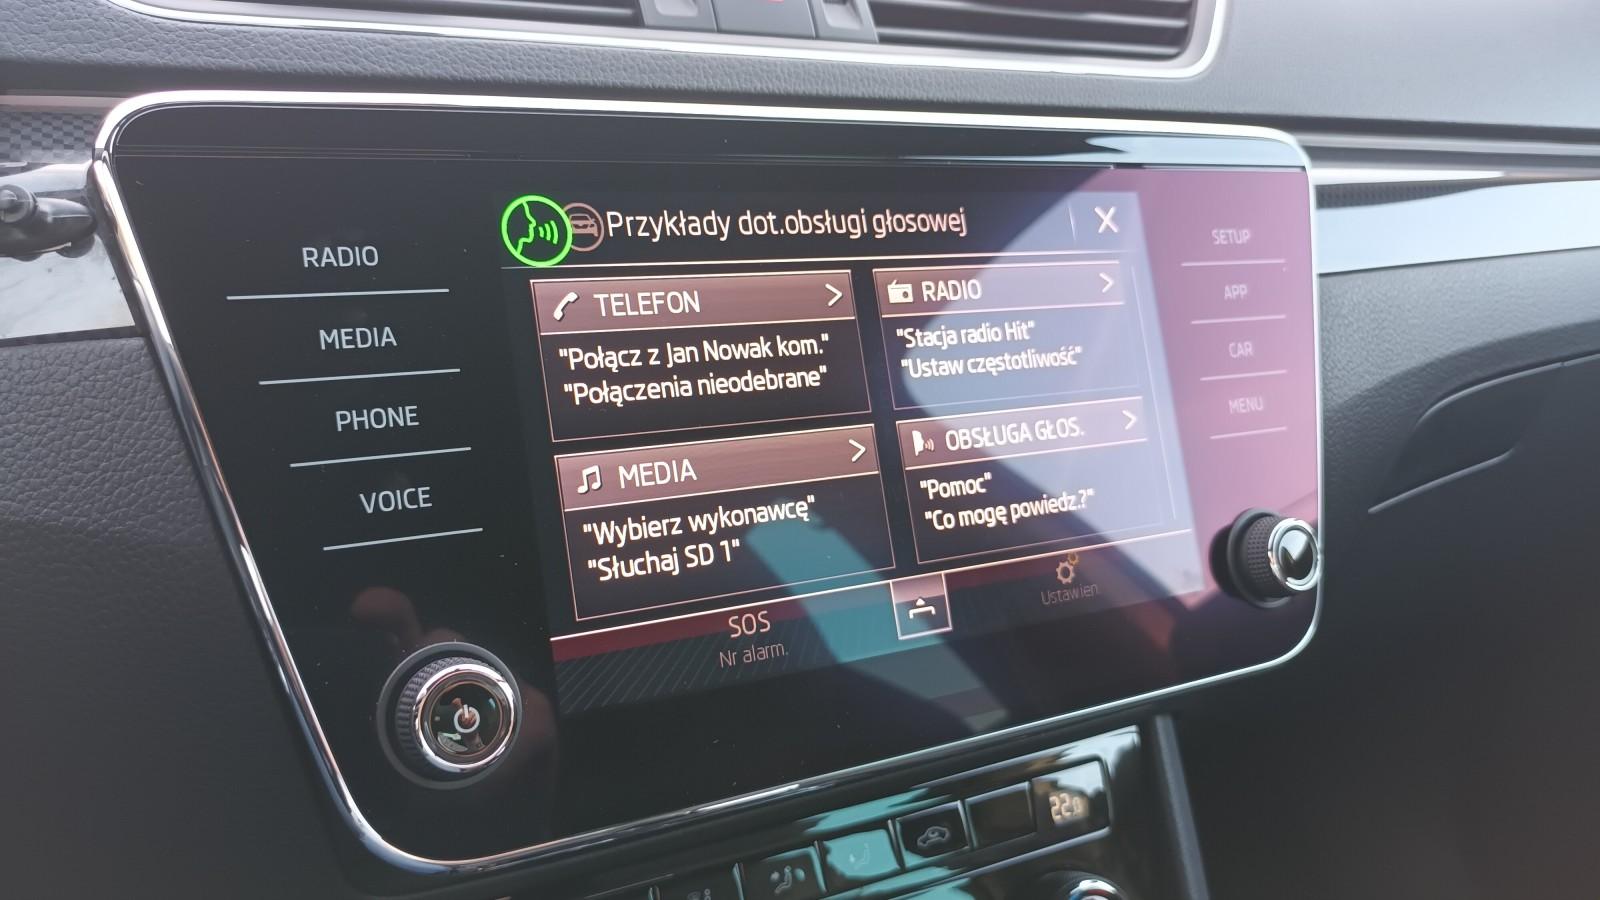 RADIO
MEDIA
PHONE
VOICE
Przykłady dot.obsługi głosowej
TELEFON
"Połącz z Jan Nowak kom."
"Połączenia nieodebrane"
RADIO
"Stacja radio Hit"
"Ustaw częstotliwość"
MEDIA
"Wybierz wykonawcę"
"Słuchaj SD 1"
OBSŁUGA GŁOS.
"Pomoc"
"Co mogę powiedz.?"
SOS
Nr alarm.
Ustawien.
SETUP
APP
CAR
MENU
22.0